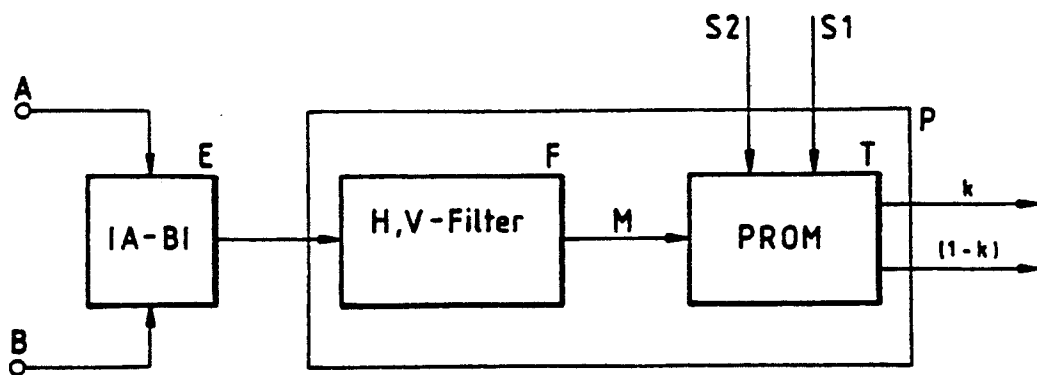 S2 S1
A
P
E F T
|A-B| H,V-Filter M PROM k
(1-k)
B